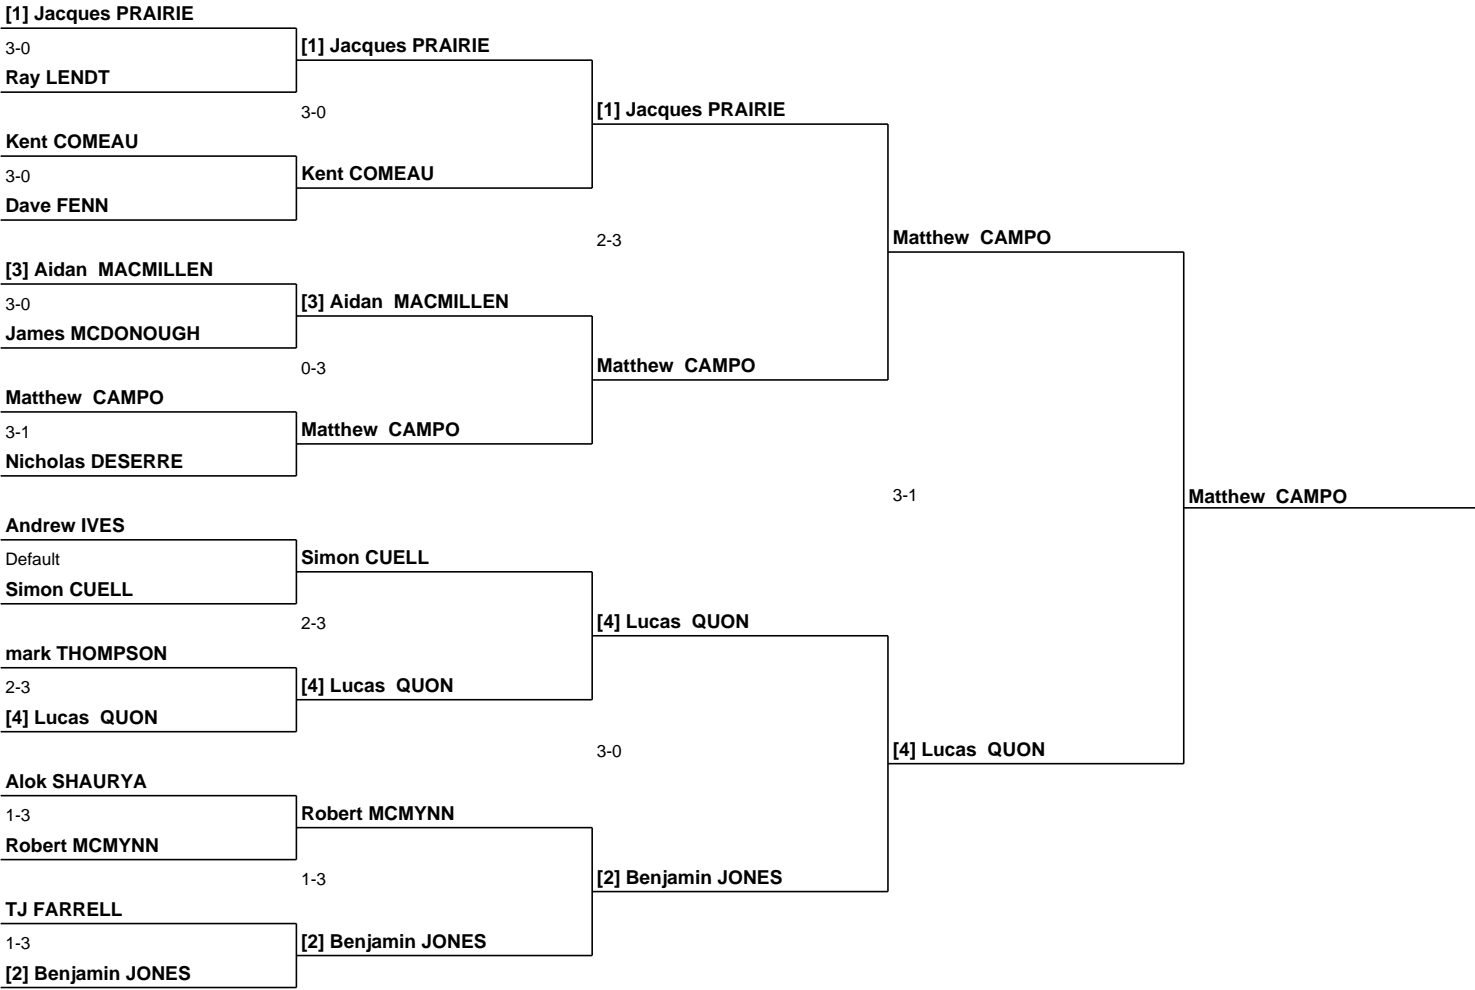 [1] Jacques PRAIRIE
3-0
Ray LENDT
Kent COMEAU
3-0
Dave FENN
[3] Aidan  MACMILLEN
3-0
James MCDONOUGH
Matthew  CAMPO
3-1
Nicholas DESERRE
Andrew IVES
Default
Simon CUELL
mark THOMPSON
2-3
[4] Lucas  QUON
Alok SHAURYA
1-3
Robert MCMYNN
TJ FARRELL
1-3
[2] Benjamin JONES
[1] Jacques PRAIRIE
3-0
Kent COMEAU
[3] Aidan  MACMILLEN
0-3
Matthew  CAMPO
Simon CUELL
2-3
[4] Lucas  QUON
Robert MCMYNN
1-3
[2] Benjamin JONES
[1] Jacques PRAIRIE
2-3
Matthew  CAMPO
[4] Lucas  QUON
3-0
[2] Benjamin JONES
Matthew  CAMPO
3-1
[4] Lucas  QUON
Matthew  CAMPO